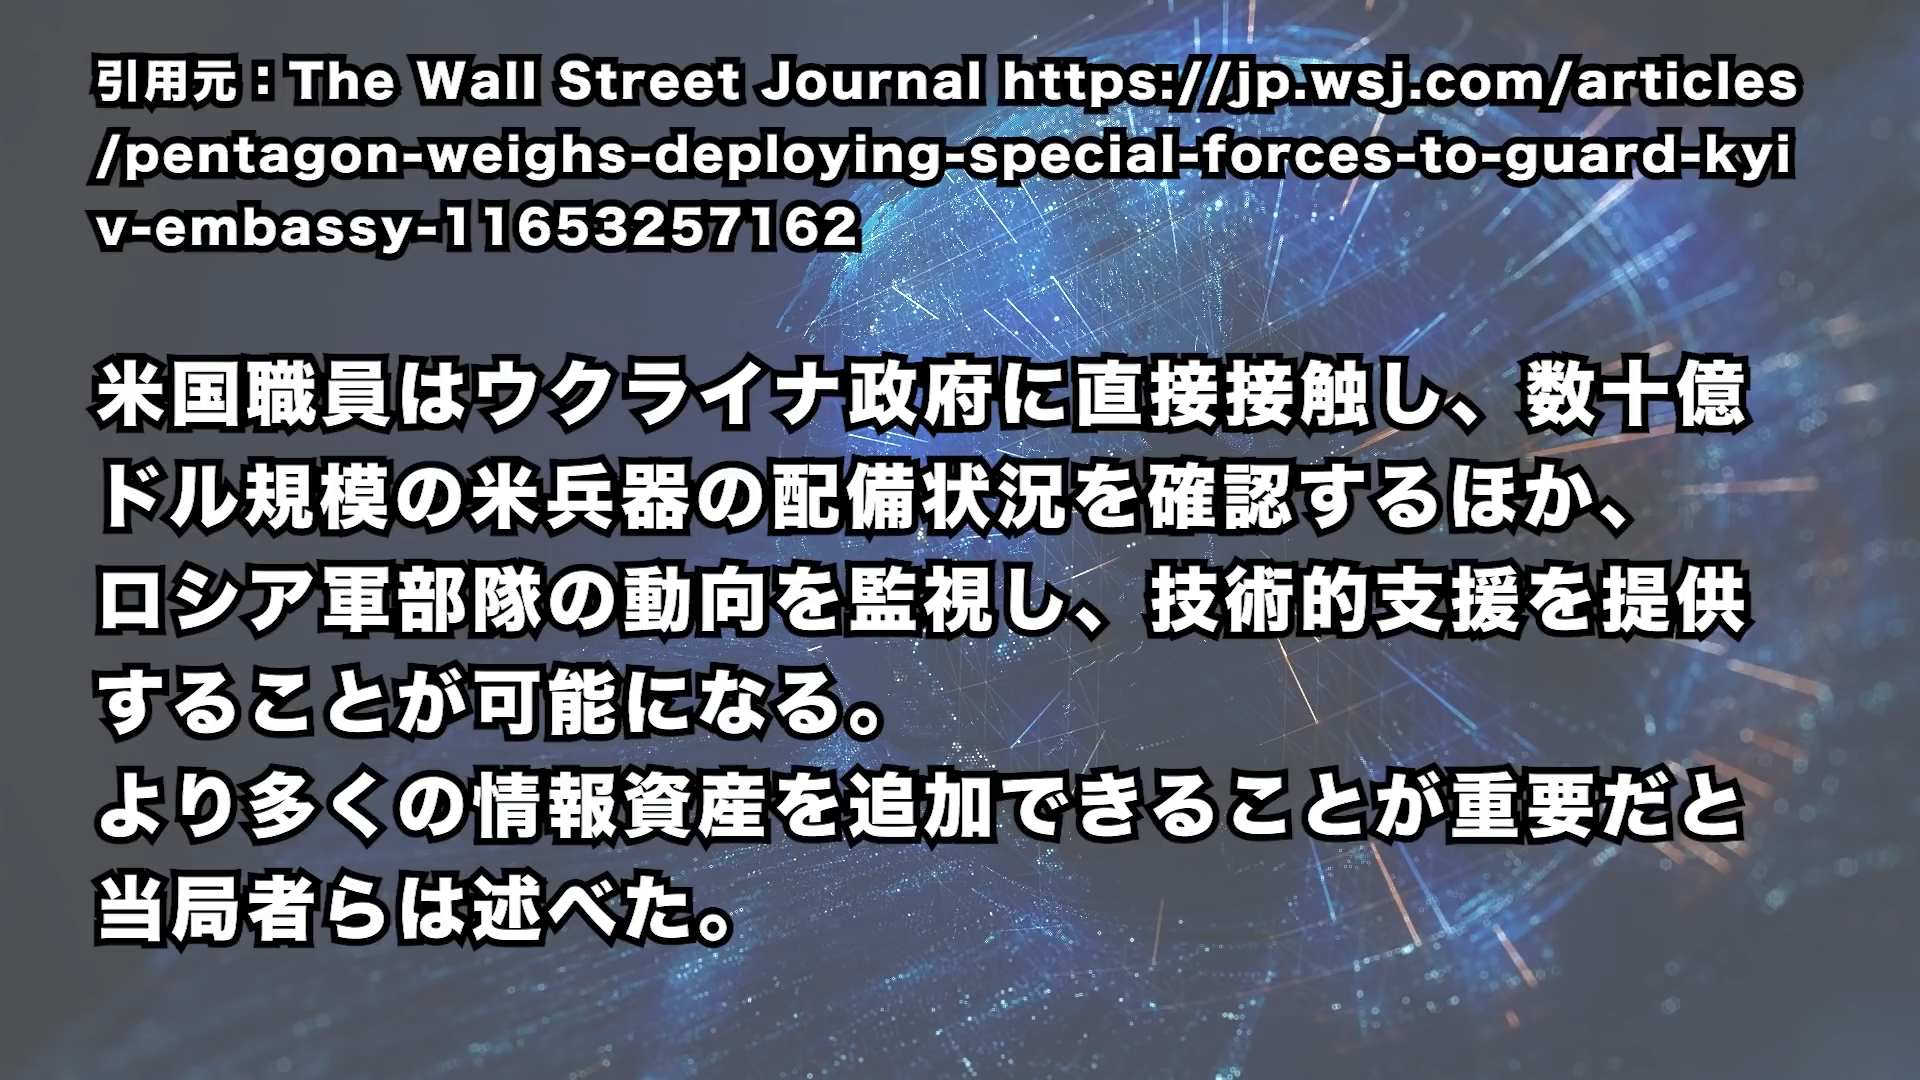 引用元：The Wall Street Journal https://jp.wsj.com/articles
/pentagon-weighs-deploying-special-forces-to-guard-kyi
v-embassy-11653257162
米国職員はウクライナ政府に直接接触し、数十億
ドル規模の米兵器の配備状況を確認するほか、
ロシア軍部隊の動向を監視し、技術的支援を提供
することが可能になる。
より多くの情報資産を追加できることが重要だと
当局者らは述べた。